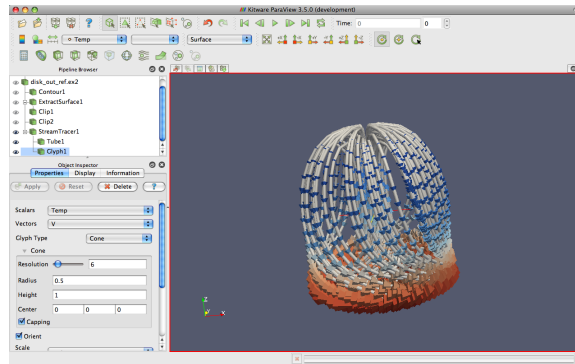 Kitware ParaView 3.5.0 (development)
Time: 0 0
Temp Surface
Pipeline Browser
disk_out_ref.ex2
Contour1
ExtractSurface1
Clip1
Clip2
StreamTracer1
Tube1
Glyph1
Object Inspector
Properties Display Information
Apply Reset Delete ?
Scalars Temp
Vectors V
Glyph Type Cone
Cone
Resolution 6
Radius 0.5
Height 1
Center 0 0 0
Capping
Orient
Scale
Z
Y X